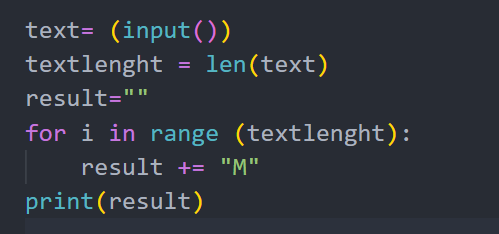 text= (input())
textlenght = len(text)
result=""
for i in range (textlenght):
    result += "M"
print(result)